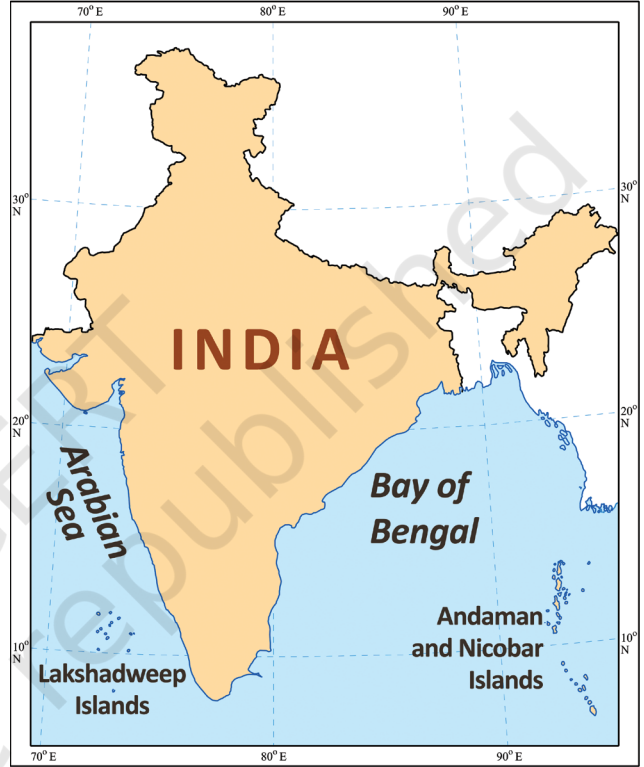 70° E 80° E 90° E
30°
N
30°
N
INDIA
20°
N
20°
N
Arabian
Sea
Bay of
Bengal
Andaman
and Nicobar
Islands
10°
N
10°
N
Lakshadweep
Islands
70° E 80° E 90° E
republished